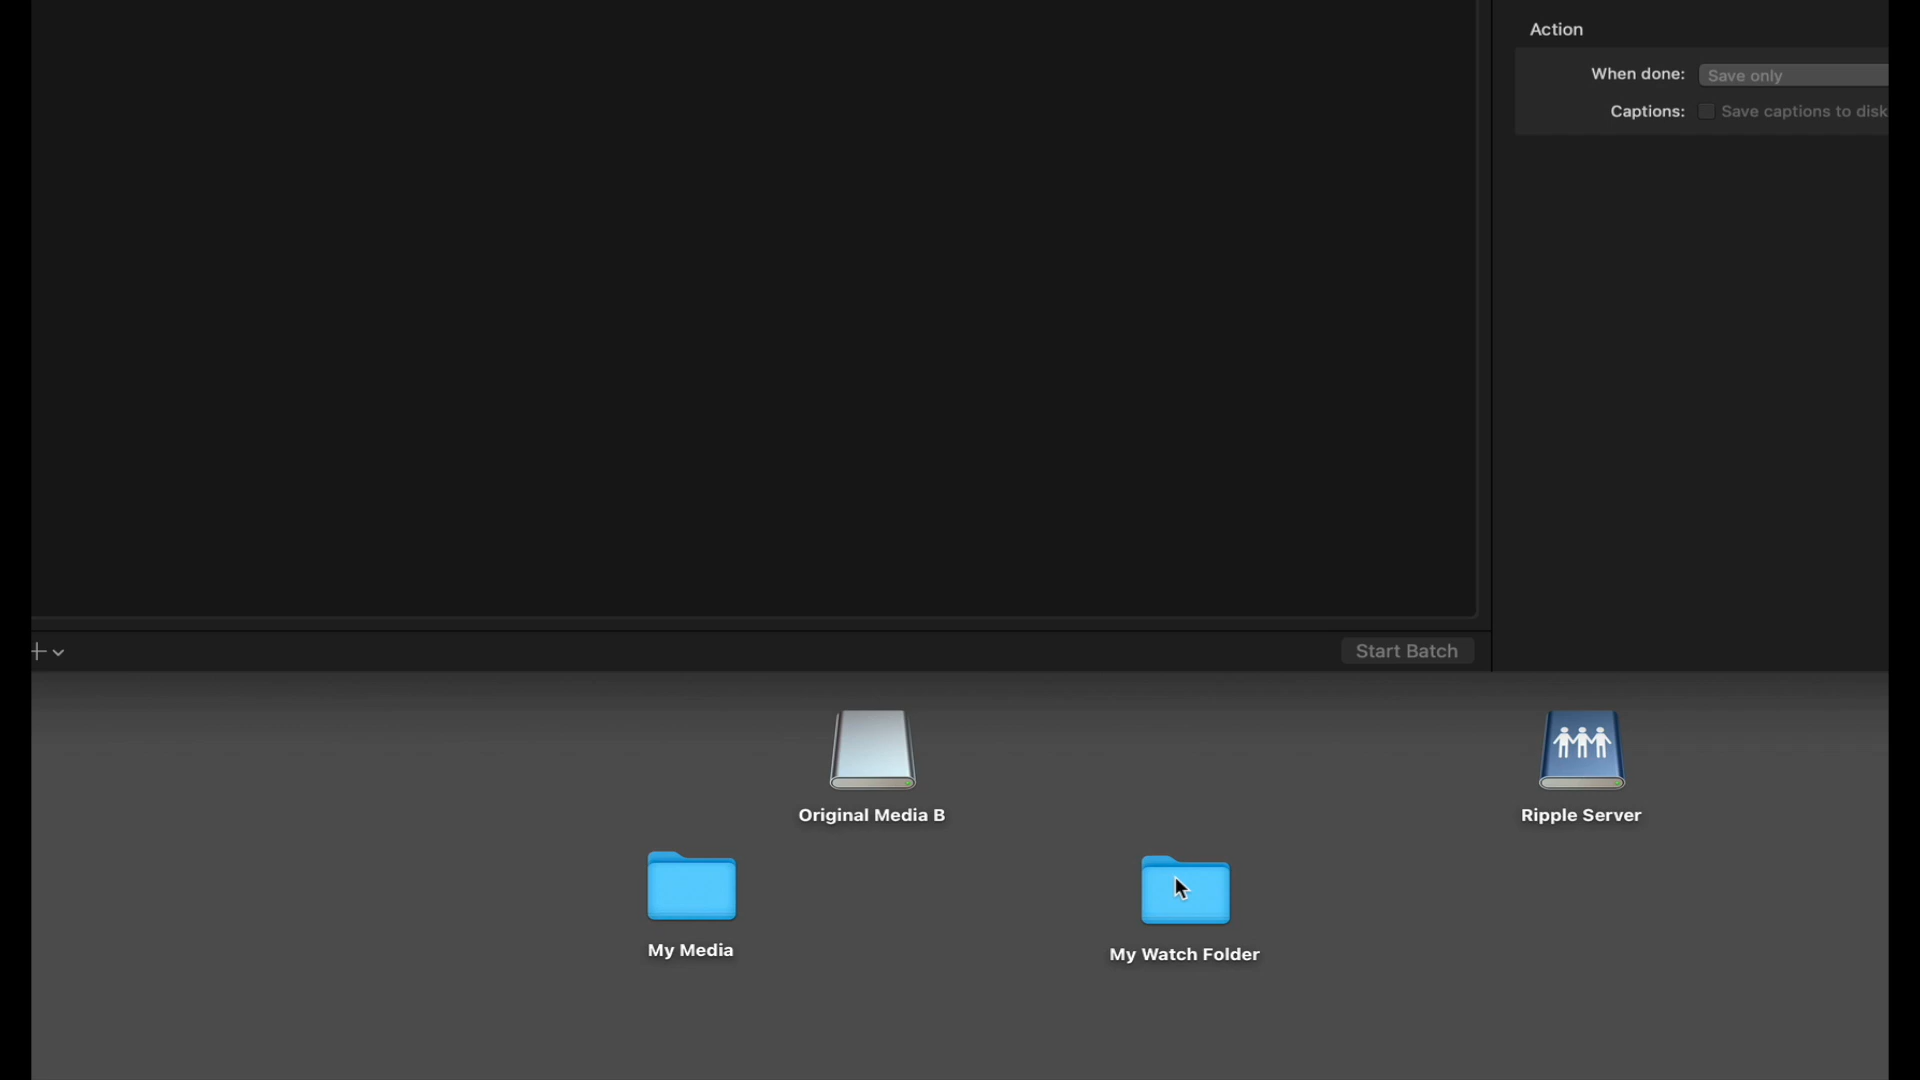 Action
When done: Save only
Captions: Save captions to disk
Start Batch
Original Media B
Ripple Server
My Media
My Watch Folder